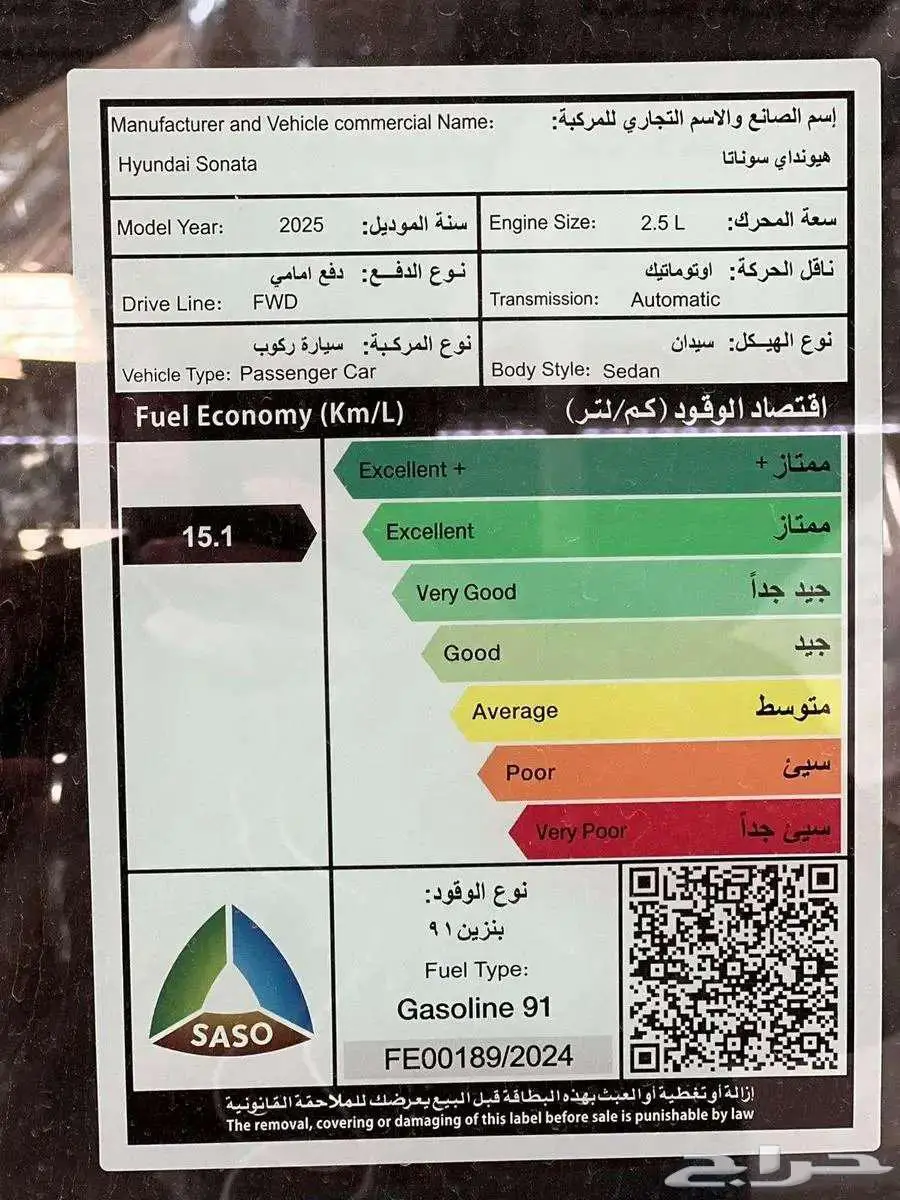 Manufacturer and Vehicle commercial Name: إسم الصانع والاسم التجاري للمركبة:
Hyundai Sonata هيونداي سوناتا
Model Year: 2025 سنة الموديل:
Engine Size: 2.5 L سعة المحرك:
نوع الدفـــع: دفع امامي
Drive Line: FWD
ناقل الحركة: اوتوماتيك
Transmission: Automatic
نوع المركـبة: سيارة ركوب
Vehicle Type: Passenger Car
نوع الهيــكل: سيدان
Body Style: Sedan
Fuel Economy (Km/L) اقتصاد الوقود (كم/لتر)
Excellent + ممتاز +
15.1
Excellent ممتاز
Very Good جيد جداً
Good جيد
Average متوسط
Poor سيئ
Very Poor سيئ جداً
SASO
نوع الوقود:
بنزين ٩١
Fuel Type:
Gasoline 91
FE00189/2024
إزالة أو تغطية أو العبث بهذه البطاقة قبل البيع يعرضك للملاحقة القانونية
The removal, covering or damaging of this label before sale is punishable by law
حراج